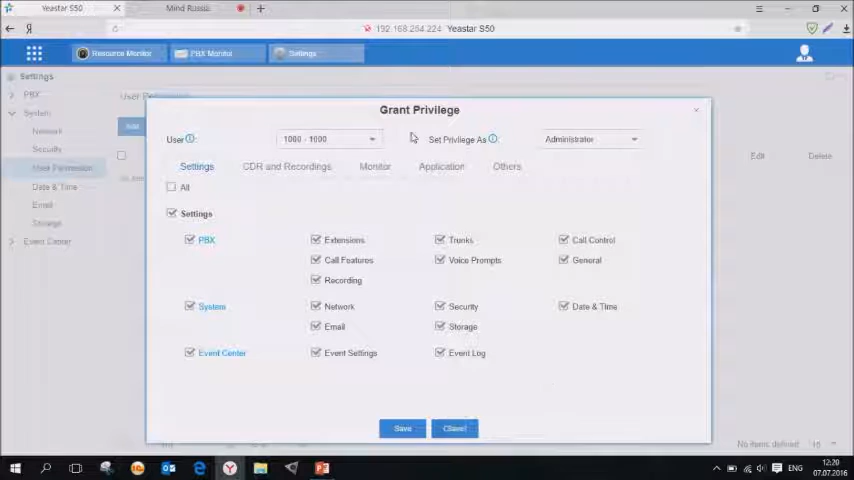 Yeastar S50
Mind Russia
Я
192.168.254.224 Yeastar S50
Resource Monitor
PBX Monitor
Settings
Settings
PBX
System
Network
Security
User Permission
Date & Time
Email
Storage
Event Center
Add
Edit
Delete
Grant Privilege
×
User
1000 - 1000
Set Privilege As
Administrator
Settings
CDR and Recordings
Monitor
Application
Others
All
Settings
PBX
Extensions
Trunks
Call Control
Call Features
Voice Prompts
General
Recording
System
Network
Security
Date & Time
Email
Storage
Event Center
Event Settings
Event Log
Save
Cancel
No items defined
ENG
12:20
07.07.2016